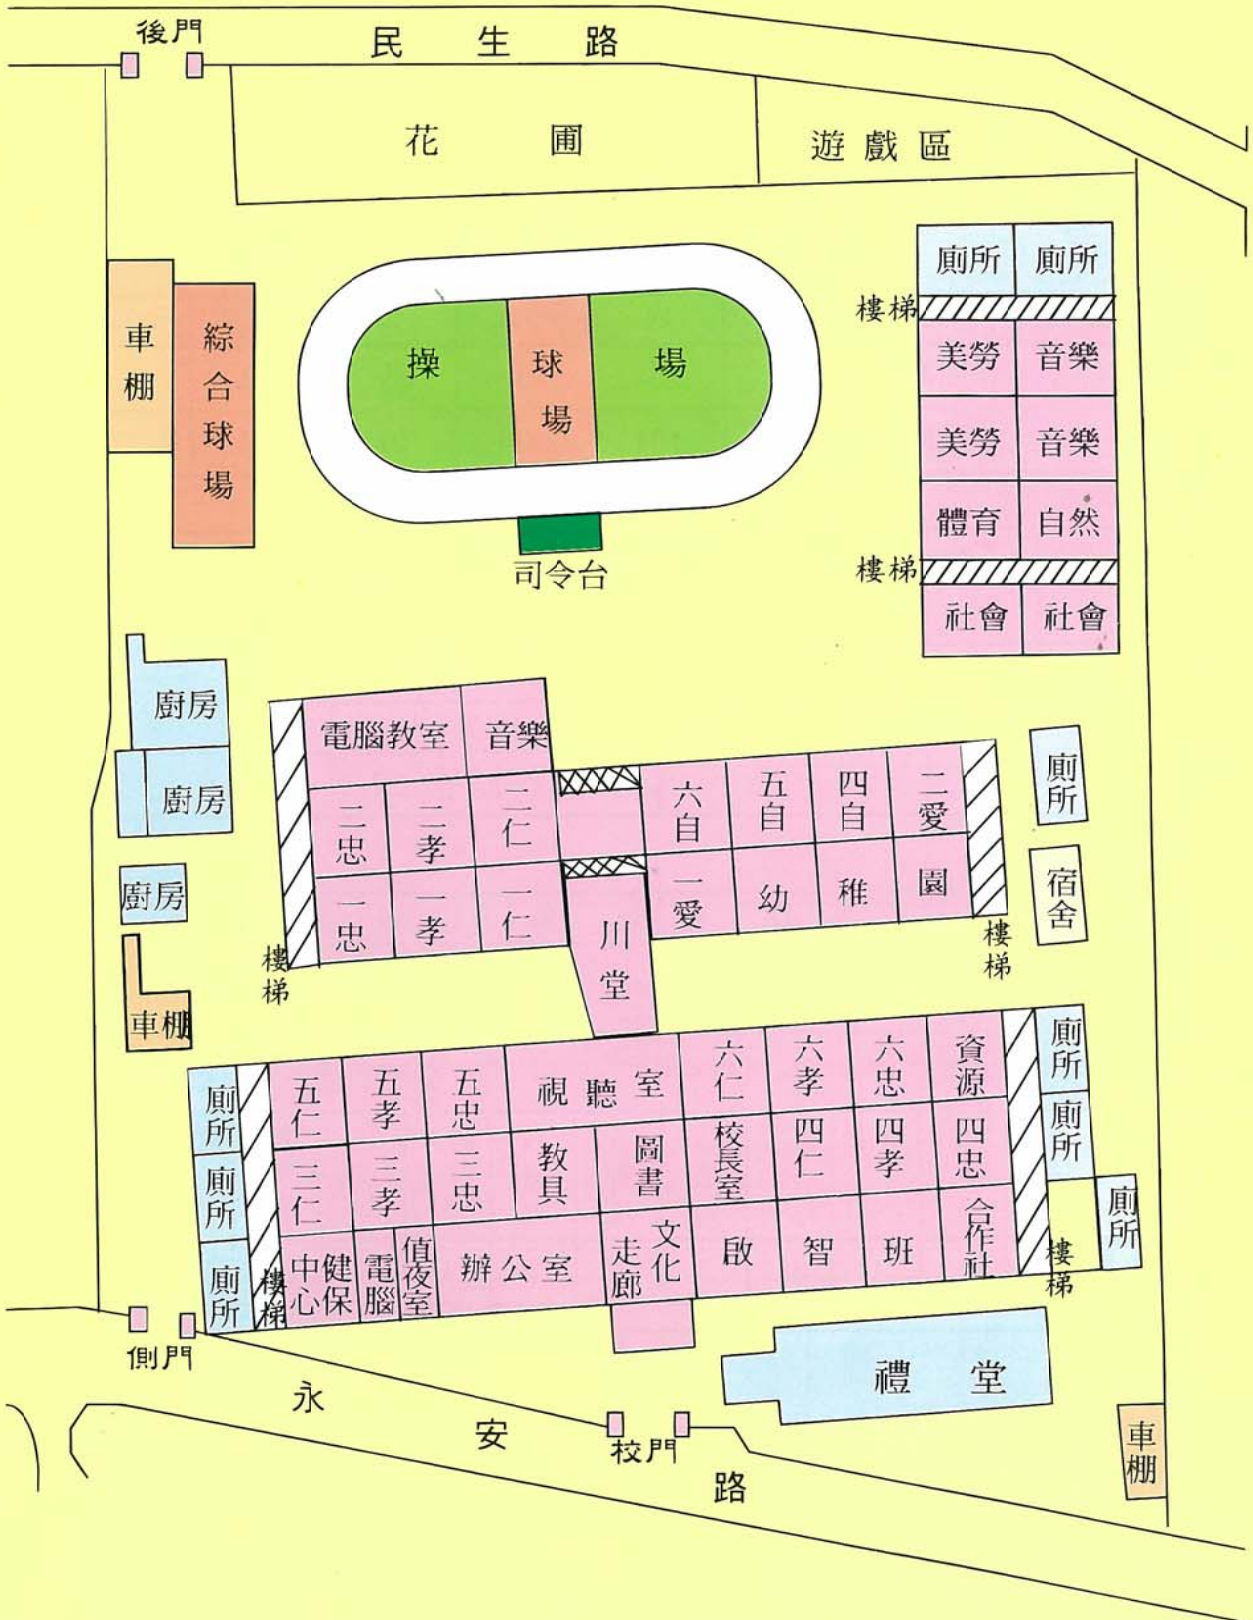 後門
民生路
花圃
遊戲區
廁所 廁所
樓梯
美勞 音樂
美勞 音樂
體育 自然
樓梯
社會 社會
車棚
綜合球場
操 球場 場
司令台
廚房
廚房
廚房
車棚
電腦教室 音樂
二忠 二孝 二仁 六自 五自 四自 二愛
一忠 一孝 一仁 一愛 幼稚園
川堂
樓梯
樓梯
廁所
宿舍
廁所 五仁 五孝 五忠 視聽室 六仁 六孝 六忠 資源 廁所
廁所 三仁 三孝 三忠 教具 圖書 校長室 四仁 四孝 四忠 廁所
廁所 樓梯 健保中心 電腦 值夜室 辦公室 文化走廊 啟智班 合作社 樓梯 廁所
側門
禮堂
永安路
校門
車棚